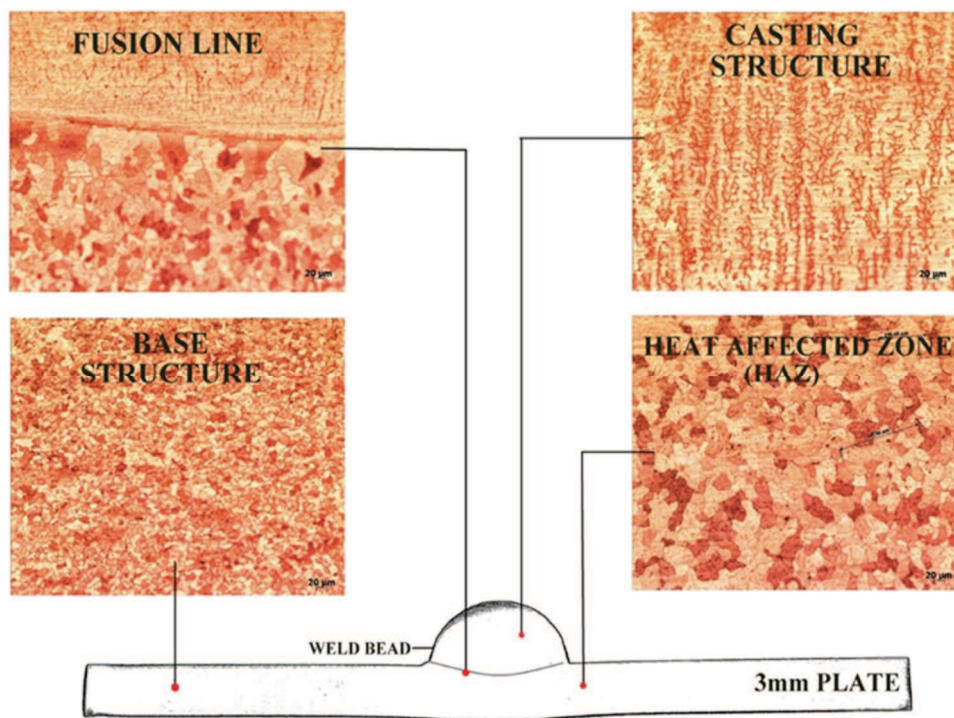 FUSION LINE
20 µm
CASTING
STRUCTURE
20 µm
BASE
STRUCTURE
20 µm
HEAT AFFECTED ZONE
(HAZ)
20 µm
WELD BEAD
3mm PLATE